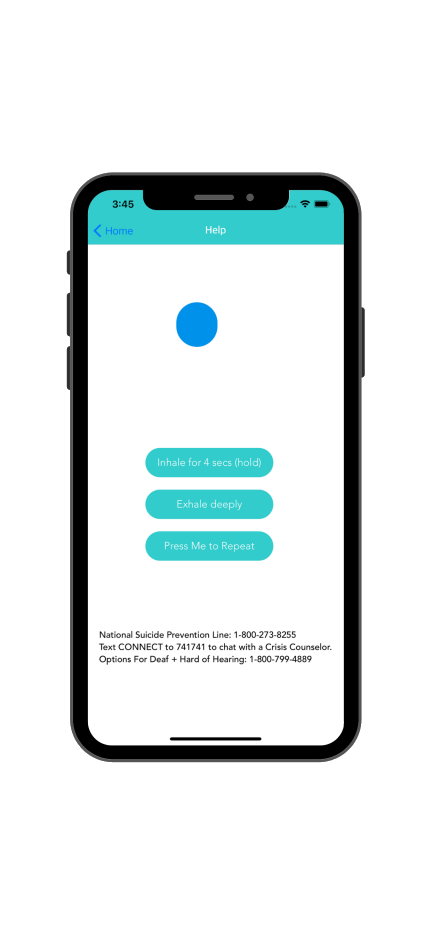 3:45
Home
Help
Inhale for 4 secs (hold)
Exhale deeply
Press Me to Repeat
National Suicide Prevention Line: 1-800-273-8255
Text CONNECT to 741741 to chat with a Crisis Counselor.
Options For Deaf + Hard of Hearing: 1-800-799-4889